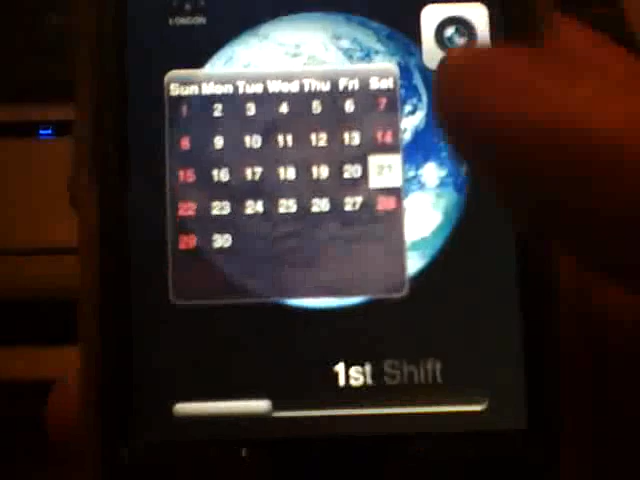 LONDON
Sun Mon Tue Wed Thu Fri Sat
1 2 3 4 5 6 7
8 9 10 11 12 13 14
15 16 17 18 19 20 21
22 23 24 25 26 27 28
29 30
1st Shift